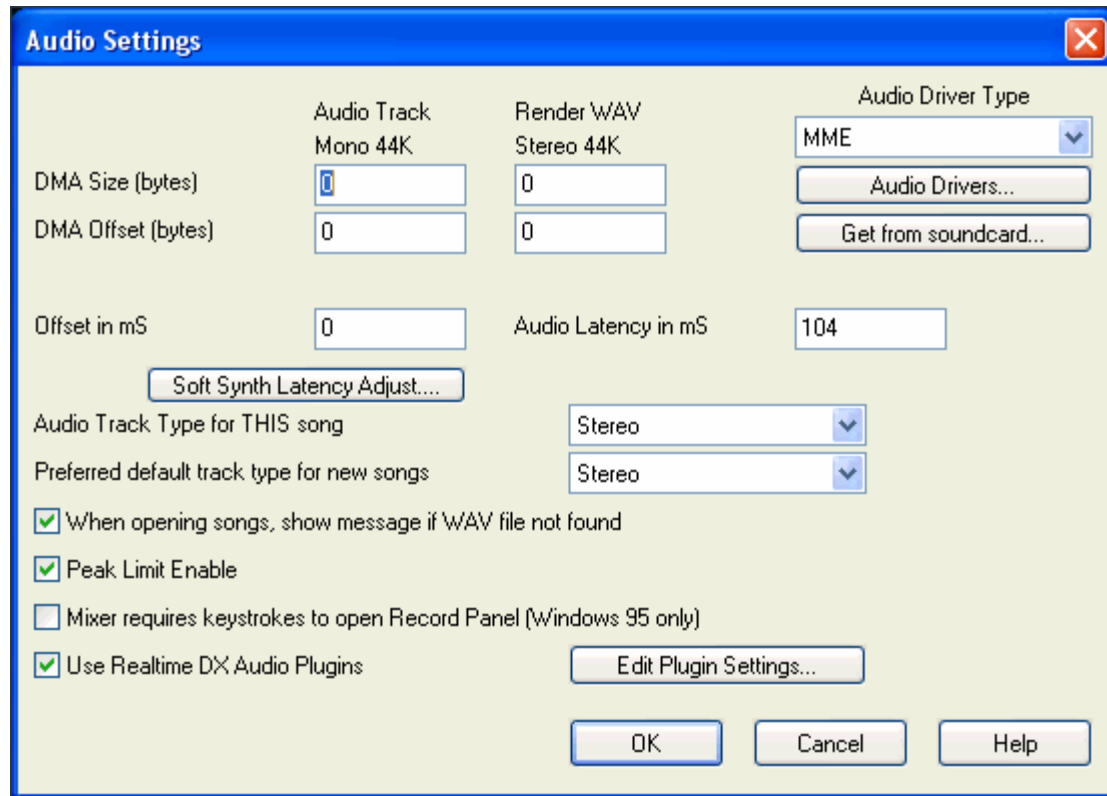 Audio Settings
Audio Track Render WAV Audio Driver Type
Mono 44K Stereo 44K MME
DMA Size (bytes) 0 0 Audio Drivers...
DMA Offset (bytes) 0 0 Get from soundcard...
Offset in mS 0 Audio Latency in mS 104
Soft Synth Latency Adjust....
Audio Track Type for THIS song Stereo
Preferred default track type for new songs Stereo
When opening songs, show message if WAV file not found
Peak Limit Enable
Mixer requires keystrokes to open Record Panel (Windows 95 only)
Use Realtime DX Audio Plugins Edit Plugin Settings...
OK Cancel Help